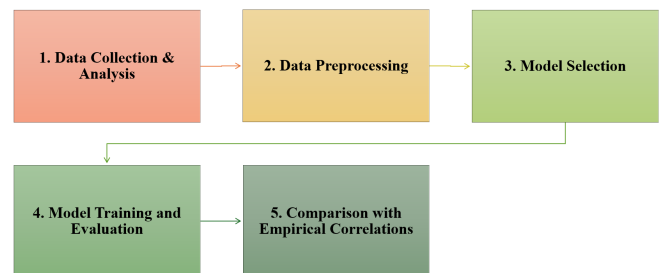 1. Data Collection &
Analysis
2. Data Preprocessing
3. Model Selection
4. Model Training and
Evaluation
5. Comparison with
Empirical Correlations